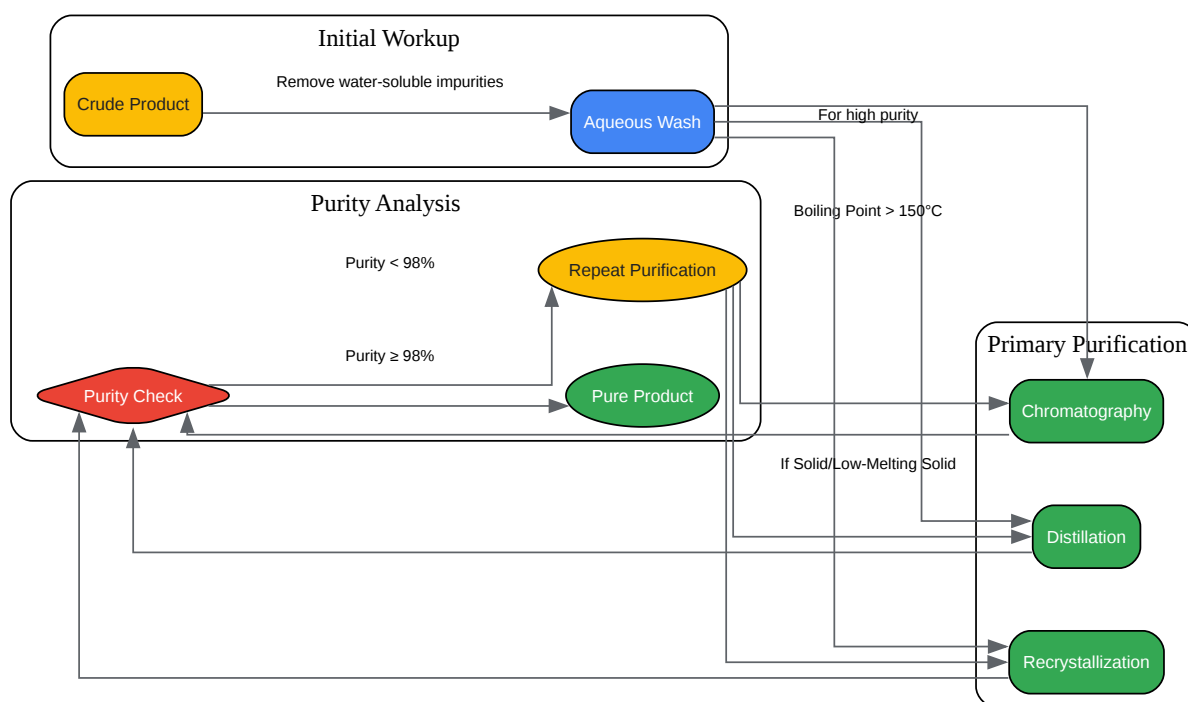 Initial Workup
Remove water-soluble impurities
Crude Product
Aqueous Wash
For high purity
Purity Analysis
Boiling Point > 150°C
Purity < 98%
Repeat Purification
Purity ≥ 98%
Primary Purification
Purity Check
Pure Product
Chromatography
If Solid/Low-Melting Solid
Distillation
Recrystallization